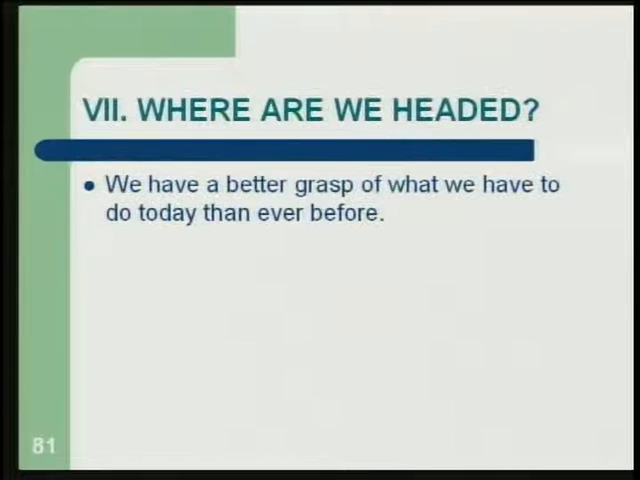 VII. WHERE ARE WE HEADED?
• We have a better grasp of what we have to
do today than ever before.
81